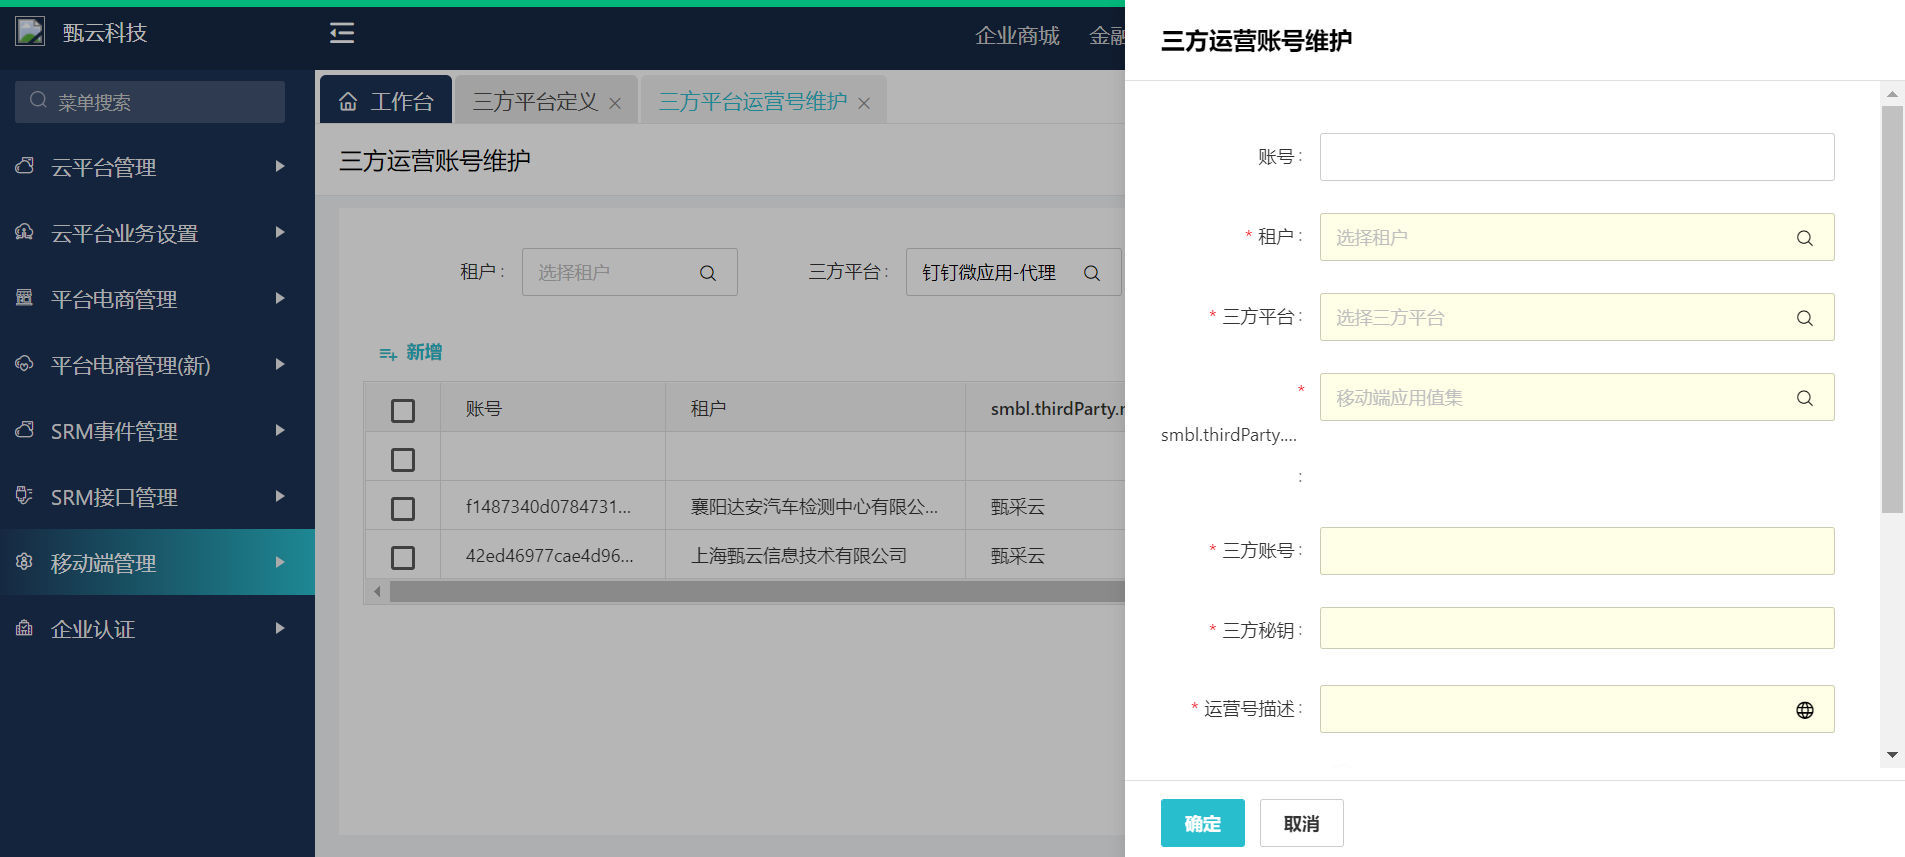 甄云科技
企业商城 金融
菜单搜索
云平台管理
云平台业务设置
平台电商管理
平台电商管理(新)
SRM事件管理
SRM接口管理
移动端管理
企业认证
工作台
三方平台定义
三方平台运营号维护
三方运营账号维护
租户:
选择租户
三方平台:
钉钉微应用-代理
新增
账号 租户 smbl.thirdParty.r
f1487340d0784731... 襄阳达安汽车检测中心有限公... 甄采云
42ed46977cae4d96... 上海甄云信息技术有限公司 甄采云
三方运营账号维护
账号:
* 租户:
选择租户
* 三方平台:
选择三方平台
*
smbl.thirdParty....
:
移动端应用值集
* 三方账号:
* 三方秘钥:
* 运营号描述:
确定
取消